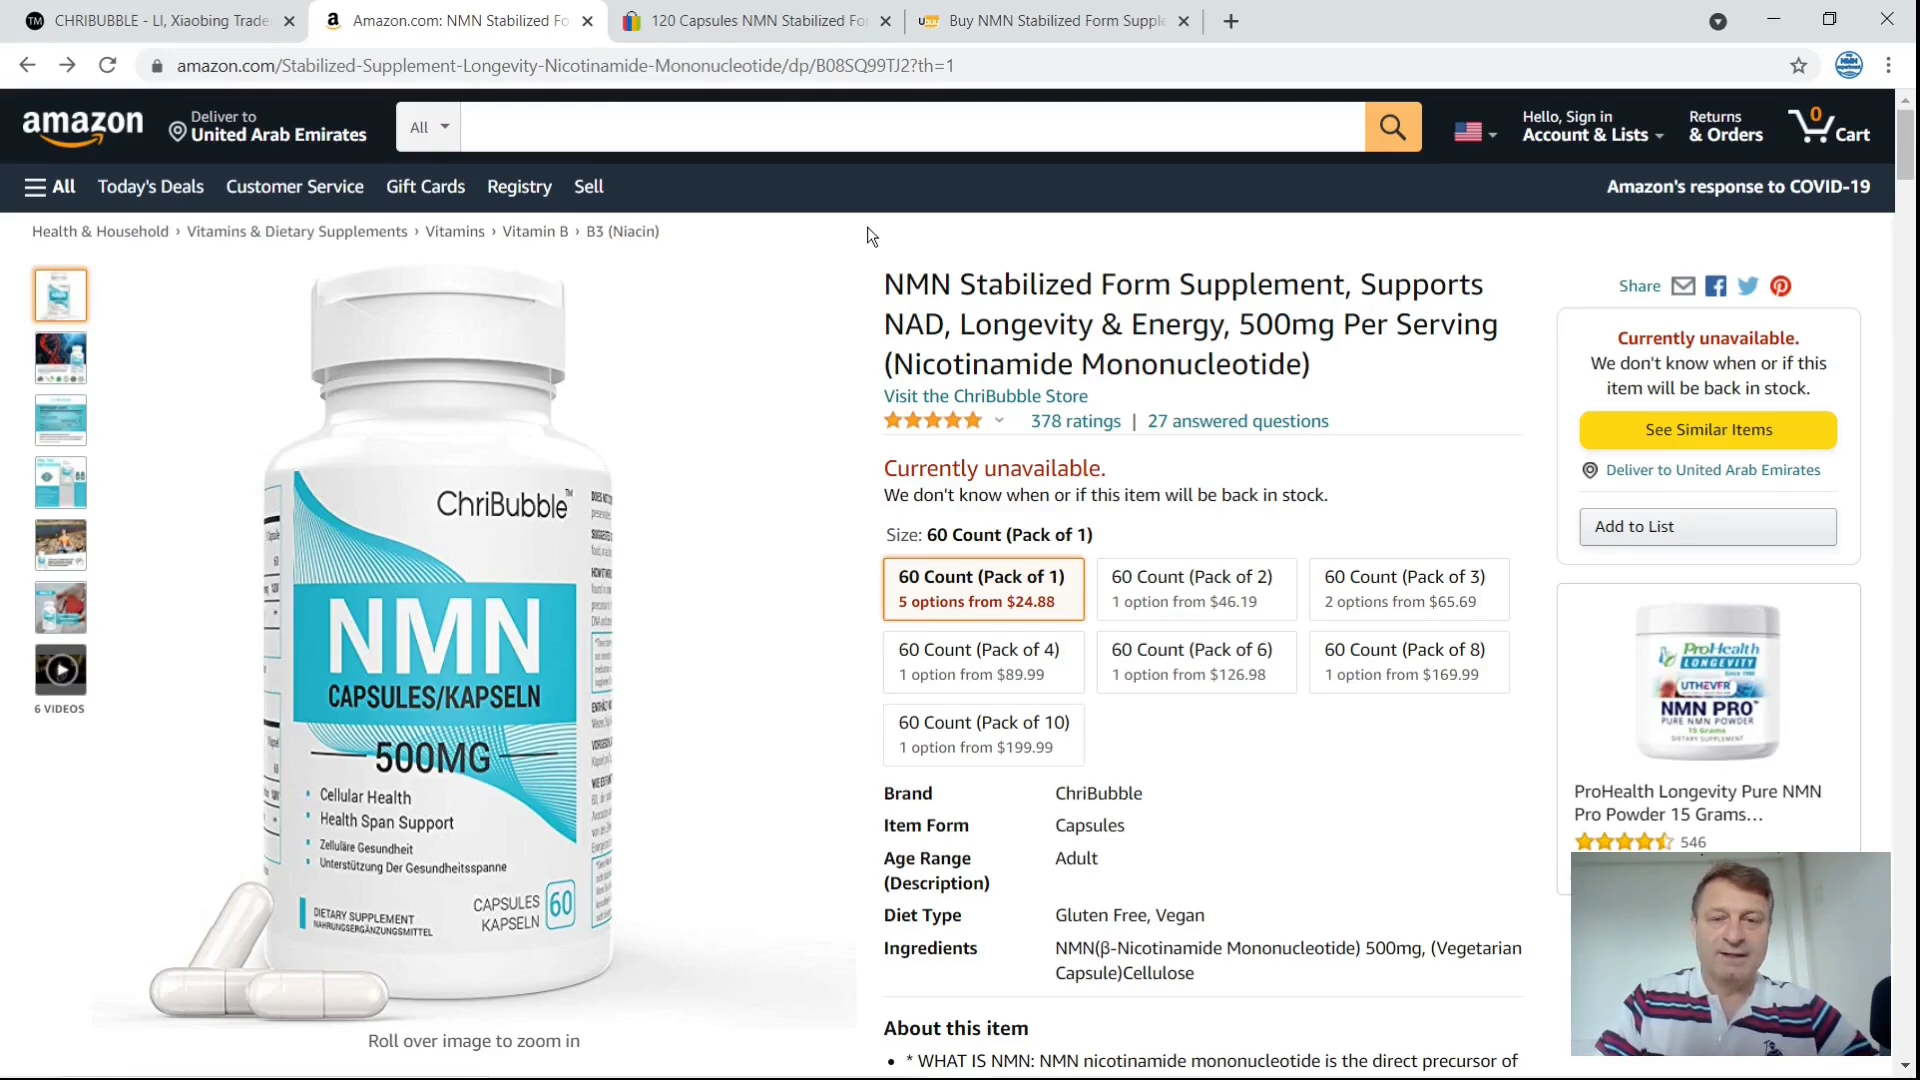 CHRIBUBBLE - LI, Xiaobing Trade
Amazon.com: NMN Stabilized Fo
120 Capsules NMN Stabilized Fo
Buy NMN Stabilized Form Supple
amazon.com/Stabilized-Supplement-Longevity-Nicotinamide-Mononucleotide/dp/B08SQ99TJ2?th=1
amazon
Deliver to
United Arab Emirates
All
Hello, Sign in
Account & Lists
Returns
& Orders
0
Cart
All
Today's Deals
Customer Service
Gift Cards
Registry
Sell
Amazon's response to COVID-19
Health & Household › Vitamins & Dietary Supplements › Vitamins › Vitamin B › B3 (Niacin)
6 VIDEOS
ChriBubble™
NMN
CAPSULES/KAPSELN
500MG
• Cellular Health
• Health Span Support
• Zelluläre Gesundheit
• Unterstützung Der Gesundheitsspanne
DIETARY SUPPLEMENT
NAHRUNGSERGÄNZUNGSMITTEL
CAPSULES
KAPSELN
60
Roll over image to zoom in
NMN Stabilized Form Supplement, Supports
NAD, Longevity & Energy, 500mg Per Serving
(Nicotinamide Mononucleotide)
Visit the ChriBubble Store
378 ratings | 27 answered questions
Currently unavailable.
We don't know when or if this item will be back in stock.
Size: 60 Count (Pack of 1)
60 Count (Pack of 1)
5 options from $24.88
60 Count (Pack of 2)
1 option from $46.19
60 Count (Pack of 3)
2 options from $65.69
60 Count (Pack of 4)
1 option from $89.99
60 Count (Pack of 6)
1 option from $126.98
60 Count (Pack of 8)
1 option from $169.99
60 Count (Pack of 10)
1 option from $199.99
Brand ChriBubble
Item Form Capsules
Age Range
(Description)
Adult
Diet Type Gluten Free, Vegan
Ingredients NMN(β-Nicotinamide Mononucleotide) 500mg, (Vegetarian
Capsule)Cellulose
About this item
• * WHAT IS NMN: NMN nicotinamide mononucleotide is the direct precursor of
Share
Currently unavailable.
We don't know when or if this
item will be back in stock.
See Similar Items
Deliver to United Arab Emirates
Add to List
ProHealth
LONGEVITY
UTHEVER
NMN PRO™
PURE NMN POWDER
15 Grams
DIETARY SUPPLEMENT
ProHealth Longevity Pure NMN
Pro Powder 15 Grams...
546